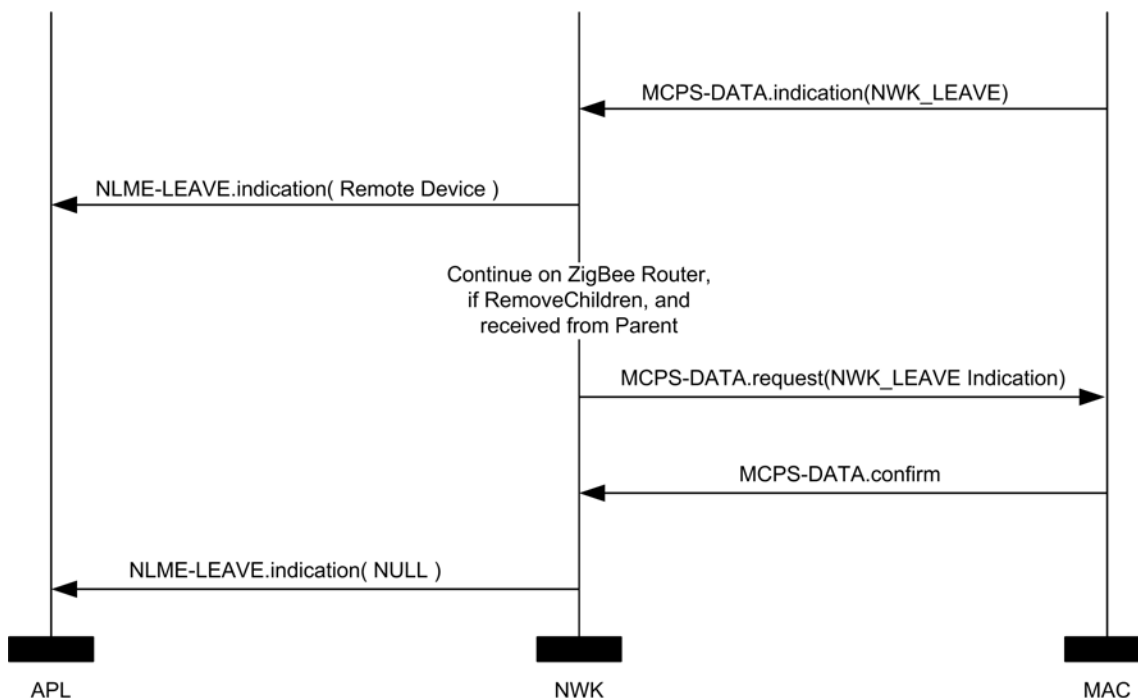 MCPS-DATA.indication(NWK_LEAVE)
NLME-LEAVE.indication( Remote Device )
Continue on ZigBee Router,
if RemoveChildren, and
received from Parent
MCPS-DATA.request(NWK_LEAVE Indication)
MCPS-DATA.confirm
NLME-LEAVE.indication( NULL )
APL
NWK
MAC